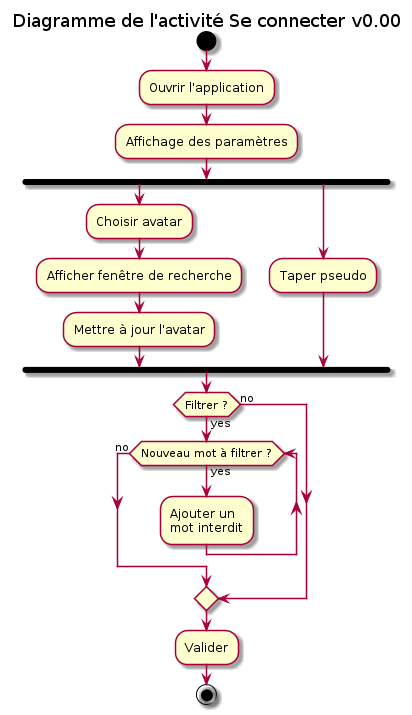 Diagramme de l'activité Se connecter v0.00
Ouvrir l'application
Affichage des paramètres
Choisir avatar
Afficher fenêtre de recherche
Taper pseudo
Mettre à jour l'avatar
Filtrer ?
no
yes
no
Nouveau mot à filtrer ?
yes
Ajouter un
mot interdit
Valider